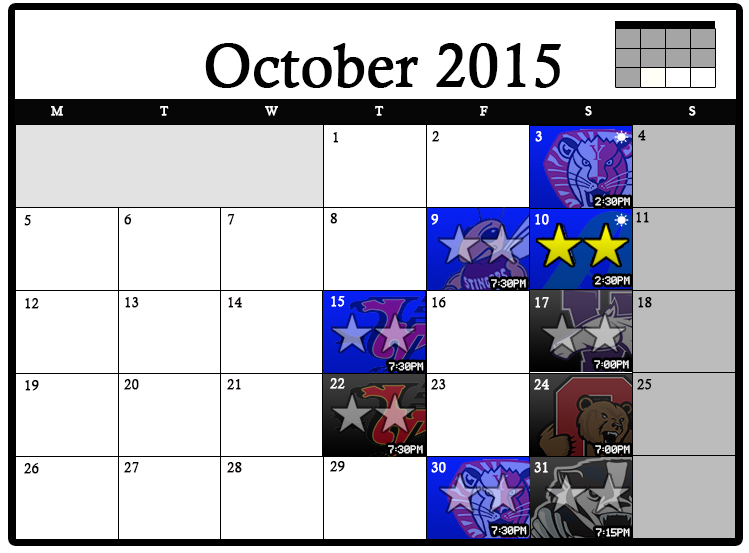 October 2015
M T W T F S S
1 2 3 4
2:30PM
5 6 7 8 9 10 11
STINGERS
7:30PM 2:30PM
12 13 14 15 16 17 18
7:30PM 7:00PM
19 20 21 22 23 24 25
7:30PM 7:00PM
26 27 28 29 30 31
7:30PM 7:15PM